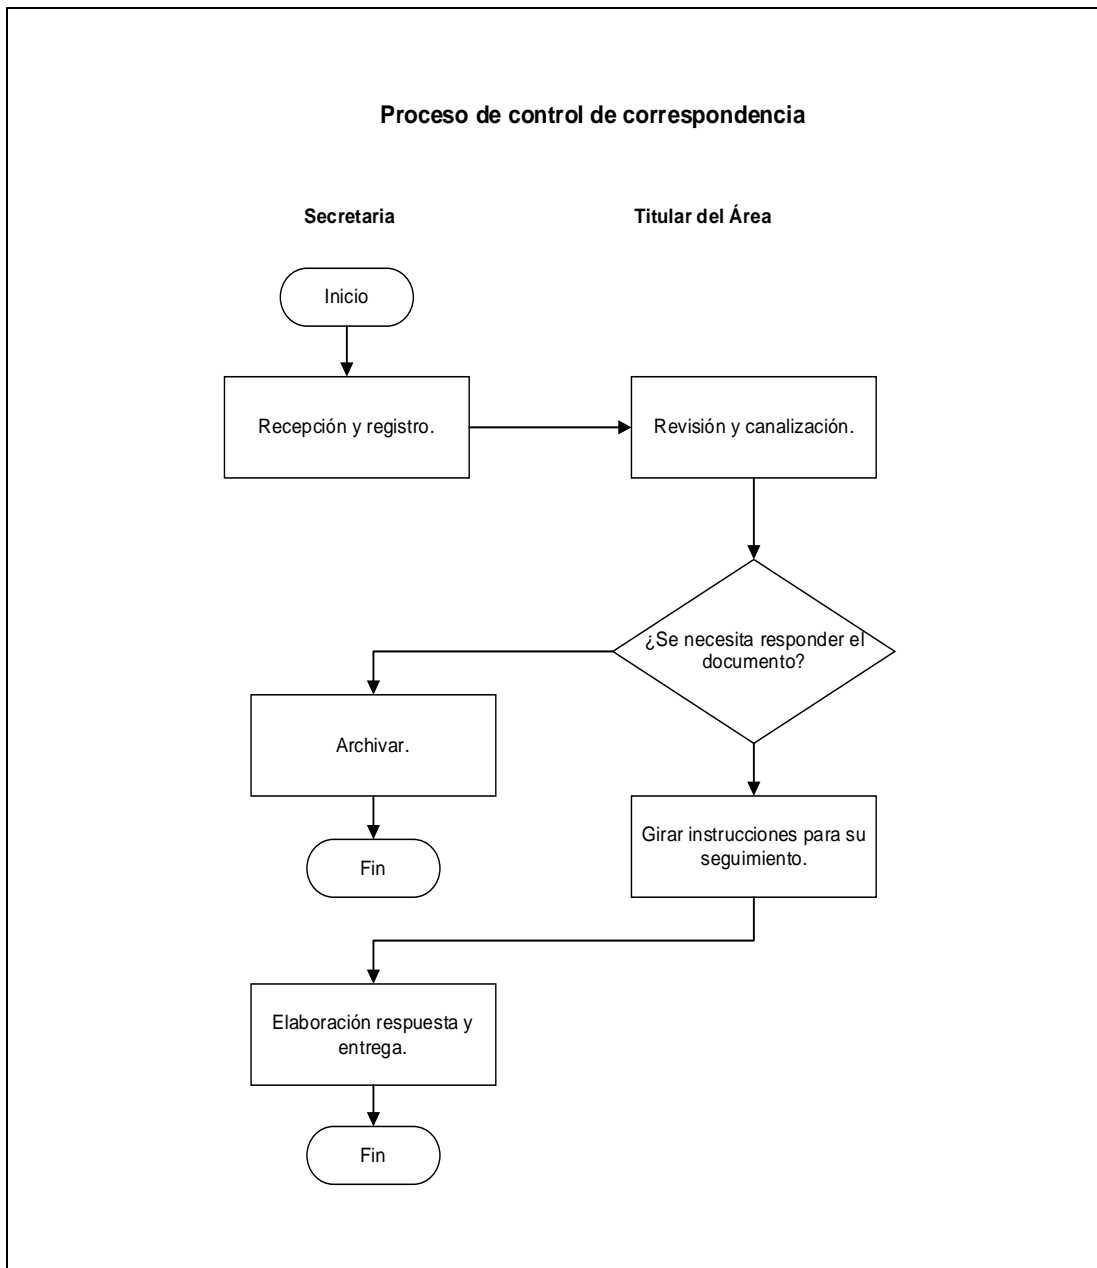 Proceso de control de correspondencia
Secretaria
Titular del Área
Inicio
Recepción y registro.
Revisión y canalización.
¿Se necesita responder el
documento?
Archivar.
Girar instrucciones para su
seguimiento.
Fin
Elaboración respuesta y
entrega.
Fin